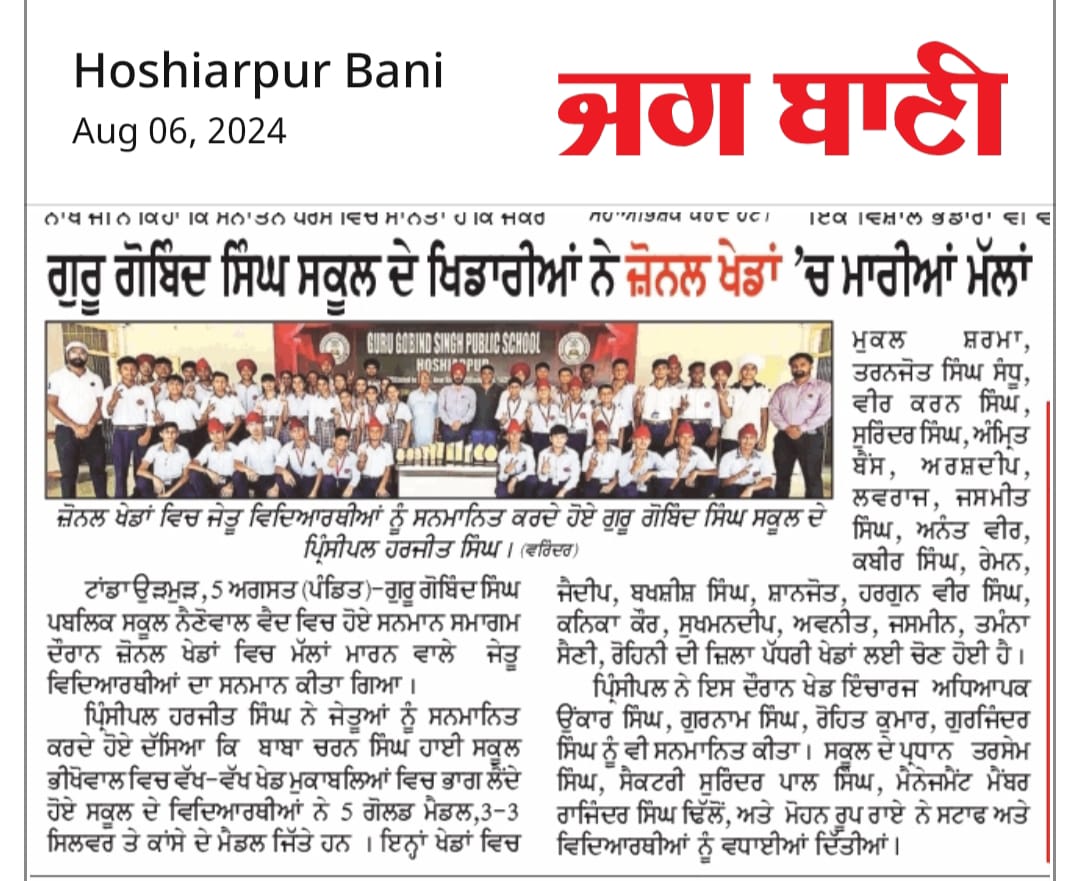 Hoshiarpur Bani
Aug 06, 2024
ਜਗ ਬਾਣੀ
ਗੁਰੂ ਗੋਬਿੰਦ ਸਿੰਘ ਸਕੂਲ ਦੇ ਖਿਡਾਰੀਆਂ ਨੇ ਜ਼ੋਨਲ ਖੇਡਾਂ ’ਚ ਮਾਰੀਆਂ ਮੱਲਾਂ
GURU GOBIND SINGH PUBLIC SCHOOL
ਜ਼ੋਨਲ ਖੇਡਾਂ ਵਿਚ ਜੇਤੂ ਵਿਦਿਆਰਥੀਆਂ ਨੂੰ ਸਨਮਾਨਿਤ ਕਰਦੇ ਹੋਏ ਗੁਰੂ ਗੋਬਿੰਦ ਸਿੰਘ ਸਕੂਲ ਦੇ
ਪ੍ਰਿੰਸੀਪਲ ਹਰਜੀਤ ਸਿੰਘ। (ਵਰਿੰਦਰ)
ਟਾਂਡਾ ਉੜਮੁੜ, 5 ਅਗਸਤ (ਪੰਡਿਤ)-ਗੁਰੂ ਗੋਬਿੰਦ ਸਿੰਘ
ਪਬਲਿਕ ਸਕੂਲ ਨੈਣੋਵਾਲ ਵੈਦ ਵਿਚ ਹੋਏ ਸਨਮਾਨ ਸਮਾਗਮ
ਦੌਰਾਨ ਜ਼ੋਨਲ ਖੇਡਾਂ ਵਿਚ ਮੱਲਾਂ ਮਾਰਨ ਵਾਲੇ ਜੇਤੂ
ਵਿਦਿਆਰਥੀਆਂ ਦਾ ਸਨਮਾਨ ਕੀਤਾ ਗਿਆ।
ਪ੍ਰਿੰਸੀਪਲ ਹਰਜੀਤ ਸਿੰਘ ਨੇ ਜੇਤੂਆਂ ਨੂੰ ਸਨਮਾਨਿਤ
ਕਰਦੇ ਹੋਏ ਦੱਸਿਆ ਕਿ ਬਾਬਾ ਚਰਨ ਸਿੰਘ ਹਾਈ ਸਕੂਲ
ਭੀਖੋਵਾਲ ਵਿਚ ਵੱਖ-ਵੱਖ ਖੇਡ ਮੁਕਾਬਲਿਆਂ ਵਿਚ ਭਾਗ ਲੈਂਦੇ
ਹੋਏ ਸਕੂਲ ਦੇ ਵਿਦਿਆਰਥੀਆਂ ਨੇ 5 ਗੋਲਡ ਮੈਡਲ,3-3
ਸਿਲਵਰ ਤੇ ਕਾਂਸੇ ਦੇ ਮੈਡਲ ਜਿੱਤੇ ਹਨ । ਇਨ੍ਹਾਂ ਖੇਡਾਂ ਵਿਚ
ਮੁਕਲ ਸ਼ਰਮਾ,
ਤਰਨਜੋਤ ਸਿੰਘ ਸੰਧੂ,
ਵੀਰ ਕਰਨ ਸਿੰਘ,
ਸੁਰਿੰਦਰ ਸਿੰਘ, ਅੰਮ੍ਰਿਤ
ਬੈਂਸ, ਅਰਸ਼ਦੀਪ,
ਲਵਰਾਜ, ਜਸਮੀਤ
ਸਿੰਘ, ਅਨੰਤ ਵੀਰ,
ਕਬੀਰ ਸਿੰਘ, ਰੇਮਨ,
ਜੈਦੀਪ, ਬਖਸ਼ੀਸ਼ ਸਿੰਘ, ਸ਼ਾਨਜੋਤ, ਹਰਗੁਨ ਵੀਰ ਸਿੰਘ,
ਕਨਿਕਾ ਕੌਰ, ਸੁਖਮਨਦੀਪ, ਅਵਨੀਤ, ਜਸਮੀਨ, ਤਮੰਨਾ
ਸੈਣੀ, ਰੋਹਿਨੀ ਦੀ ਜ਼ਿਲਾ ਪੱਧਰੀ ਖੇਡਾਂ ਲਈ ਚੋਣ ਹੋਈ ਹੈ।
ਪ੍ਰਿੰਸੀਪਲ ਨੇ ਇਸ ਦੌਰਾਨ ਖੇਡ ਇੰਚਾਰਜ ਅਧਿਆਪਕ
ਉਂਕਾਰ ਸਿੰਘ, ਗੁਰਨਾਮ ਸਿੰਘ, ਰੋਹਿਤ ਕੁਮਾਰ, ਗੁਰਜਿੰਦਰ
ਸਿੰਘ ਨੂੰ ਵੀ ਸਨਮਾਨਿਤ ਕੀਤਾ। ਸਕੂਲ ਦੇ ਪ੍ਰਧਾਨ ਤਰਸੇਮ
ਸਿੰਘ, ਸੈਕਟਰੀ ਸੁਰਿੰਦਰ ਪਾਲ ਸਿੰਘ, ਮੈਨੇਜਮੈਂਟ ਮੈਂਬਰ
ਰਾਜਿੰਦਰ ਸਿੰਘ ਢਿੱਲੋਂ, ਅਤੇ ਮੋਹਨ ਰੂਪ ਰਾਏ ਨੇ ਸਟਾਫ ਅਤੇ
ਵਿਦਿਆਰਥੀਆਂ ਨੂੰ ਵਧਾਈਆਂ ਦਿੱਤੀਆਂ।